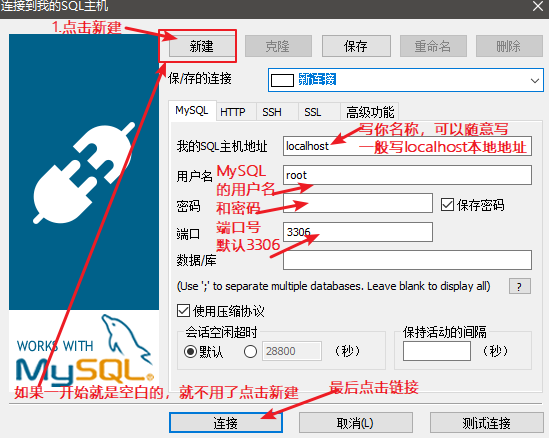 连接到我的SQL主机
1.点击新建
新建
克隆
保存
重命名
删除
保/存的连接
新连接
MySQL
HTTP
SSH
SSL
高级功能
写你名称，可以随意写
一般写localhost本地地址
我的SQL主机地址
localhost
MySQL
的用户名
和密码
用户名
root
密码
保存密码
端口号
默认3306
端口
3306
数据/库
(Use ';' to separate multiple databases. Leave blank to display all)
?
使用压缩协议
会话空闲超时
默认
28800
（秒）
保持活动的间隔
（秒）
WORKS WITH
MySQL
如果一开始就是空白的，就不用了点击新建
最后点击链接
连接
取消(L)
测试连接